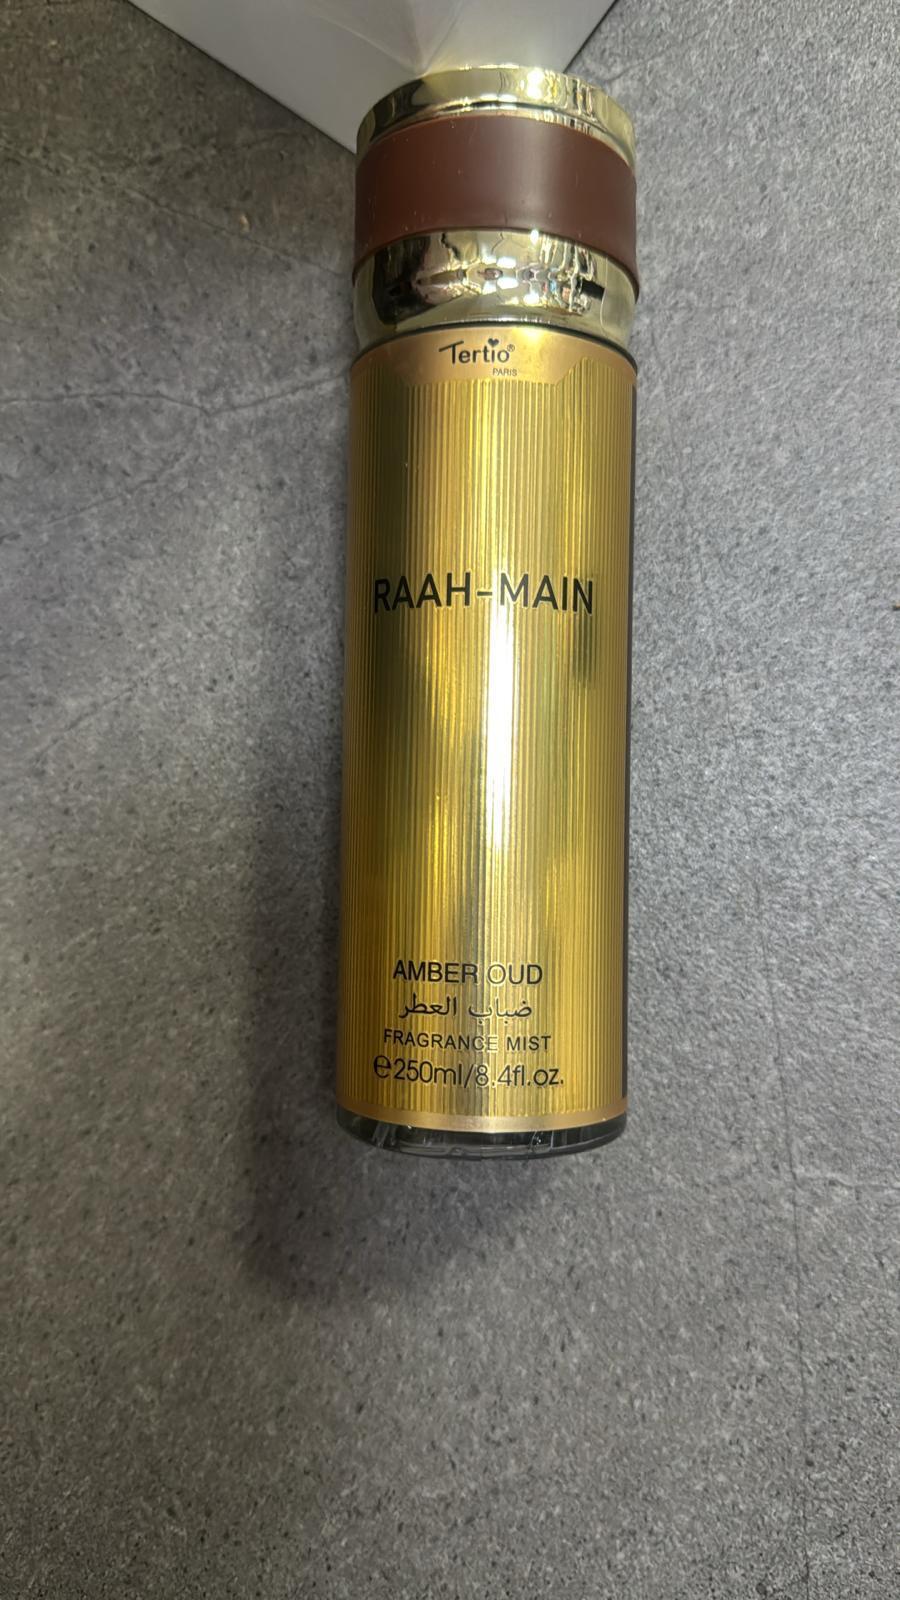 Tertio®
PARIS
RAAH-MAIN
AMBER OUD
ضباب العطر
FRAGRANCE MIST
℮250ml/8.4fl.oz.